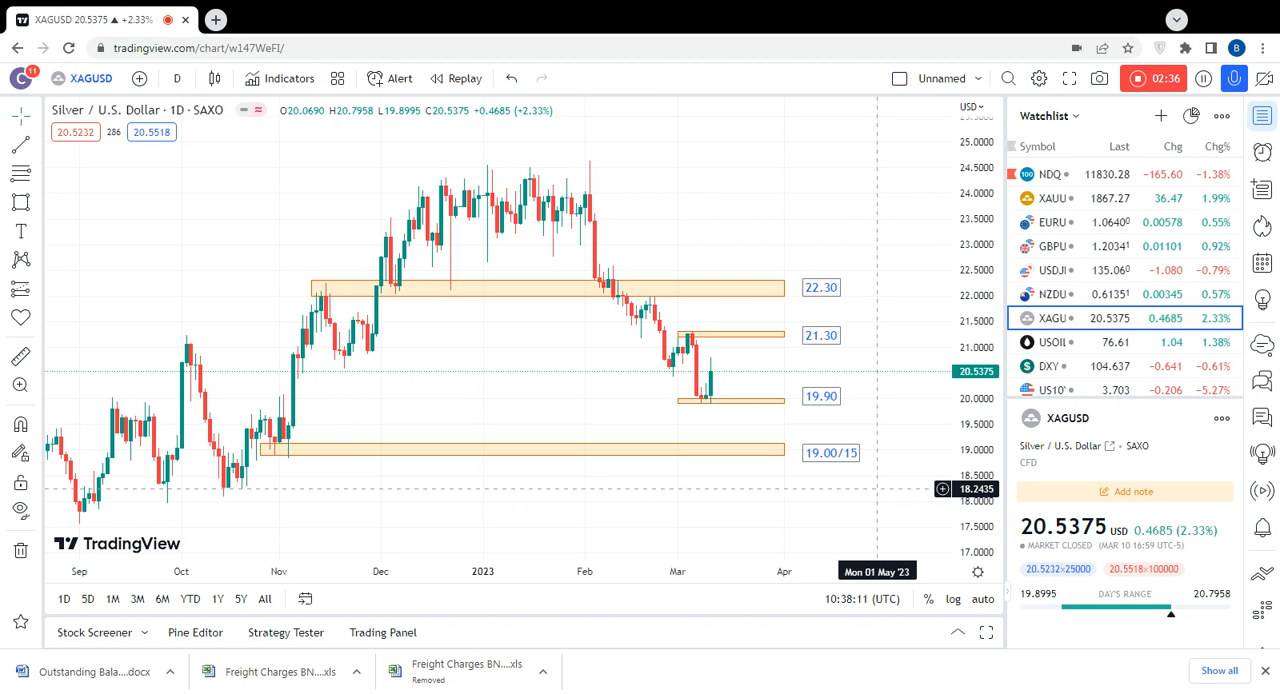 XAGUSD 20.5375 ▲ +2.33%
tradingview.com/chart/w147WeFI/
B
C 11 XAGUSD D Indicators Alert Replay Unnamed 02:36
Silver / U.S. Dollar · 1D · SAXO O20.0690 H20.7958 L19.8995 C20.5375 +0.4685 (+2.33%)
20.5232 286 20.5518
USD
25.0000
24.5000
24.0000
23.5000
23.0000
22.5000
22.0000
21.5000
21.0000
20.5375
20.0000
19.5000
19.0000
18.5000
18.2435
17.5000
17.0000
22.30
21.30
19.90
19.00/15
TradingView
Sep Oct Nov Dec 2023 Feb Mar Apr Mon 01 May '23
1D 5D 1M 3M 6M YTD 1Y 5Y All 10:38:11 (UTC) % log auto
Stock Screener Pine Editor Strategy Tester Trading Panel
Watchlist
Symbol Last Chg Chg%
100 NDQ 11830.28 −165.60 −1.38%
XAUU 1867.27 36.47 1.99%
EURU 1.06400 0.00578 0.55%
GBPU 1.20341 0.01101 0.92%
USDJI 135.060 −1.080 −0.79%
NZDU 0.61351 0.00345 0.57%
XAGU 20.5375 0.4685 2.33%
USOIL 76.61 1.04 1.38%
DXY 104.637 −0.641 −0.61%
US10' 3.703 −0.206 −5.27%
XAGUSD
Silver / U.S. Dollar · SAXO
CFD
Add note
20.5375 USD 0.4685 (2.33%)
MARKET CLOSED (MAR 10 16:59 UTC-5)
20.5232×25000 20.5518×100000
19.8995 DAY'S RANGE 20.7958
Outstanding Bala....docx Freight Charges BN....xls Freight Charges BN....xls Show all
Removed